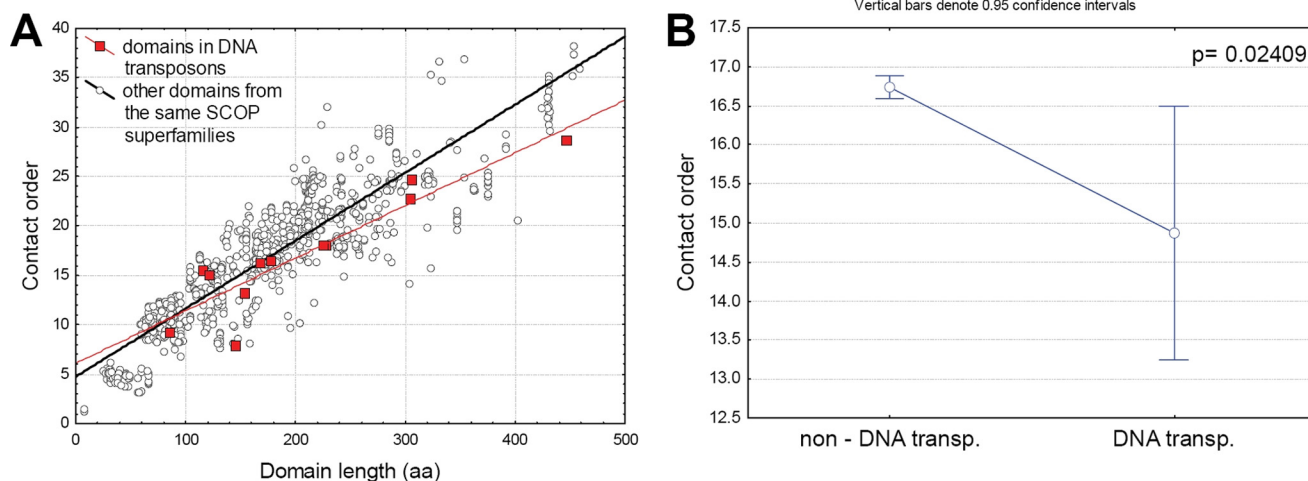 A
domains in DNA
transposons
other domains from
the same SCOP
superfamilies
40
35
30
25
20
15
10
5
0
Contact order
0 100 200 300 400 500
Domain length (aa)
B
Vertical bars denote 0.95 confidence intervals
p= 0.02409
17.5
17.0
16.5
16.0
15.5
15.0
14.5
14.0
13.5
13.0
12.5
Contact order
non - DNA transp. DNA transp.